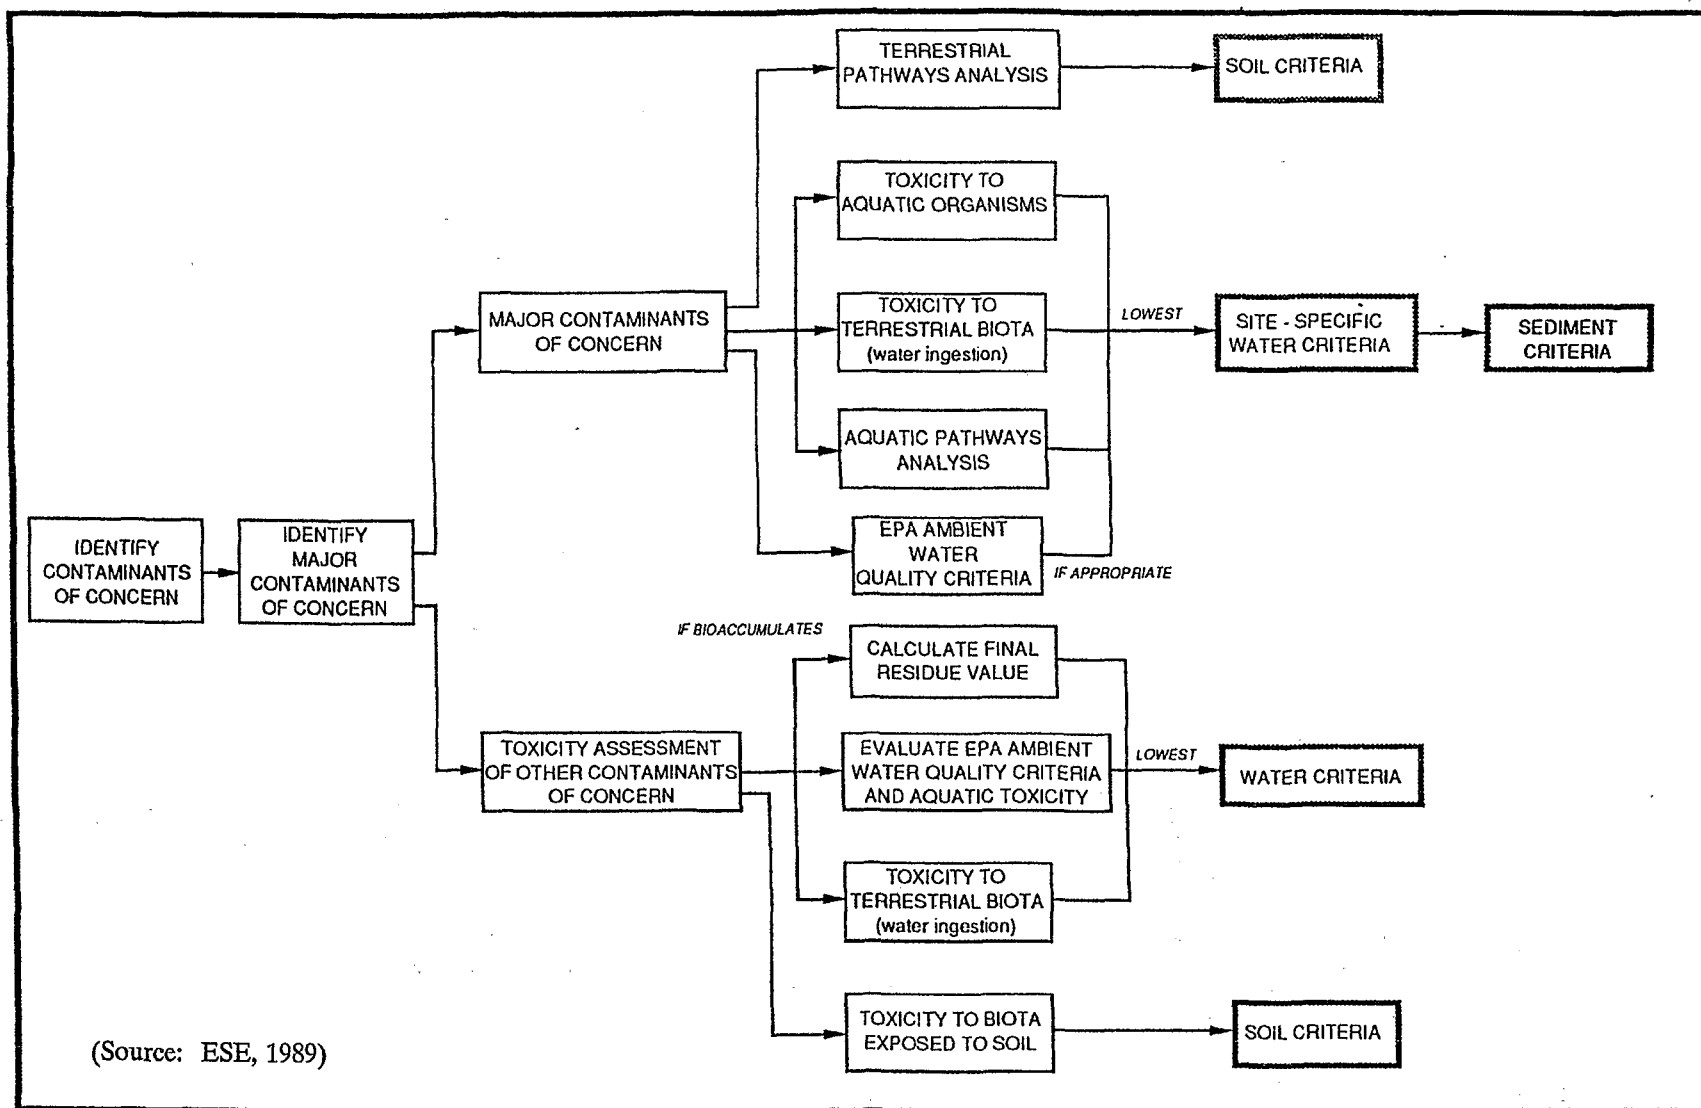 TERRESTRIAL
PATHWAYS ANALYSIS
SOIL CRITERIA
TOXICITY TO
AQUATIC ORGANISMS
MAJOR CONTAMINANTS
OF CONCERN
TOXICITY TO
TERRESTRIAL BIOTA
(water ingestion)
LOWEST
SITE - SPECIFIC
WATER CRITERIA
SEDIMENT
CRITERIA
AQUATIC PATHWAYS
ANALYSIS
IDENTIFY
CONTAMINANTS
OF CONCERN
IDENTIFY
MAJOR
CONTAMINANTS
OF CONCERN
EPA AMBIENT
WATER
QUALITY CRITERIA
IF APPROPRIATE
IF BIOACCUMULATES
CALCULATE FINAL
RESIDUE VALUE
TOXICITY ASSESSMENT
OF OTHER CONTAMINANTS
OF CONCERN
EVALUATE EPA AMBIENT
WATER QUALITY CRITERIA
AND AQUATIC TOXICITY
LOWEST
WATER CRITERIA
TOXICITY TO
TERRESTRIAL BIOTA
(water ingestion)
TOXICITY TO BIOTA
EXPOSED TO SOIL
SOIL CRITERIA
(Source: ESE, 1989)